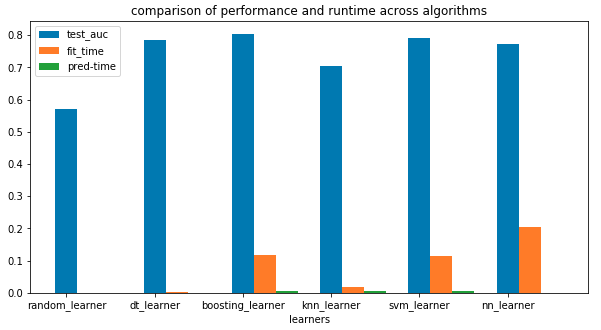 comparison of performance and runtime across algorithms
test_auc
fit_time
pred-time
0.8
0.7
0.6
0.5
0.4
0.3
0.2
0.1
0.0
random_learner dt_learner boosting_learner knn_learner svm_learner nn_learner
learners